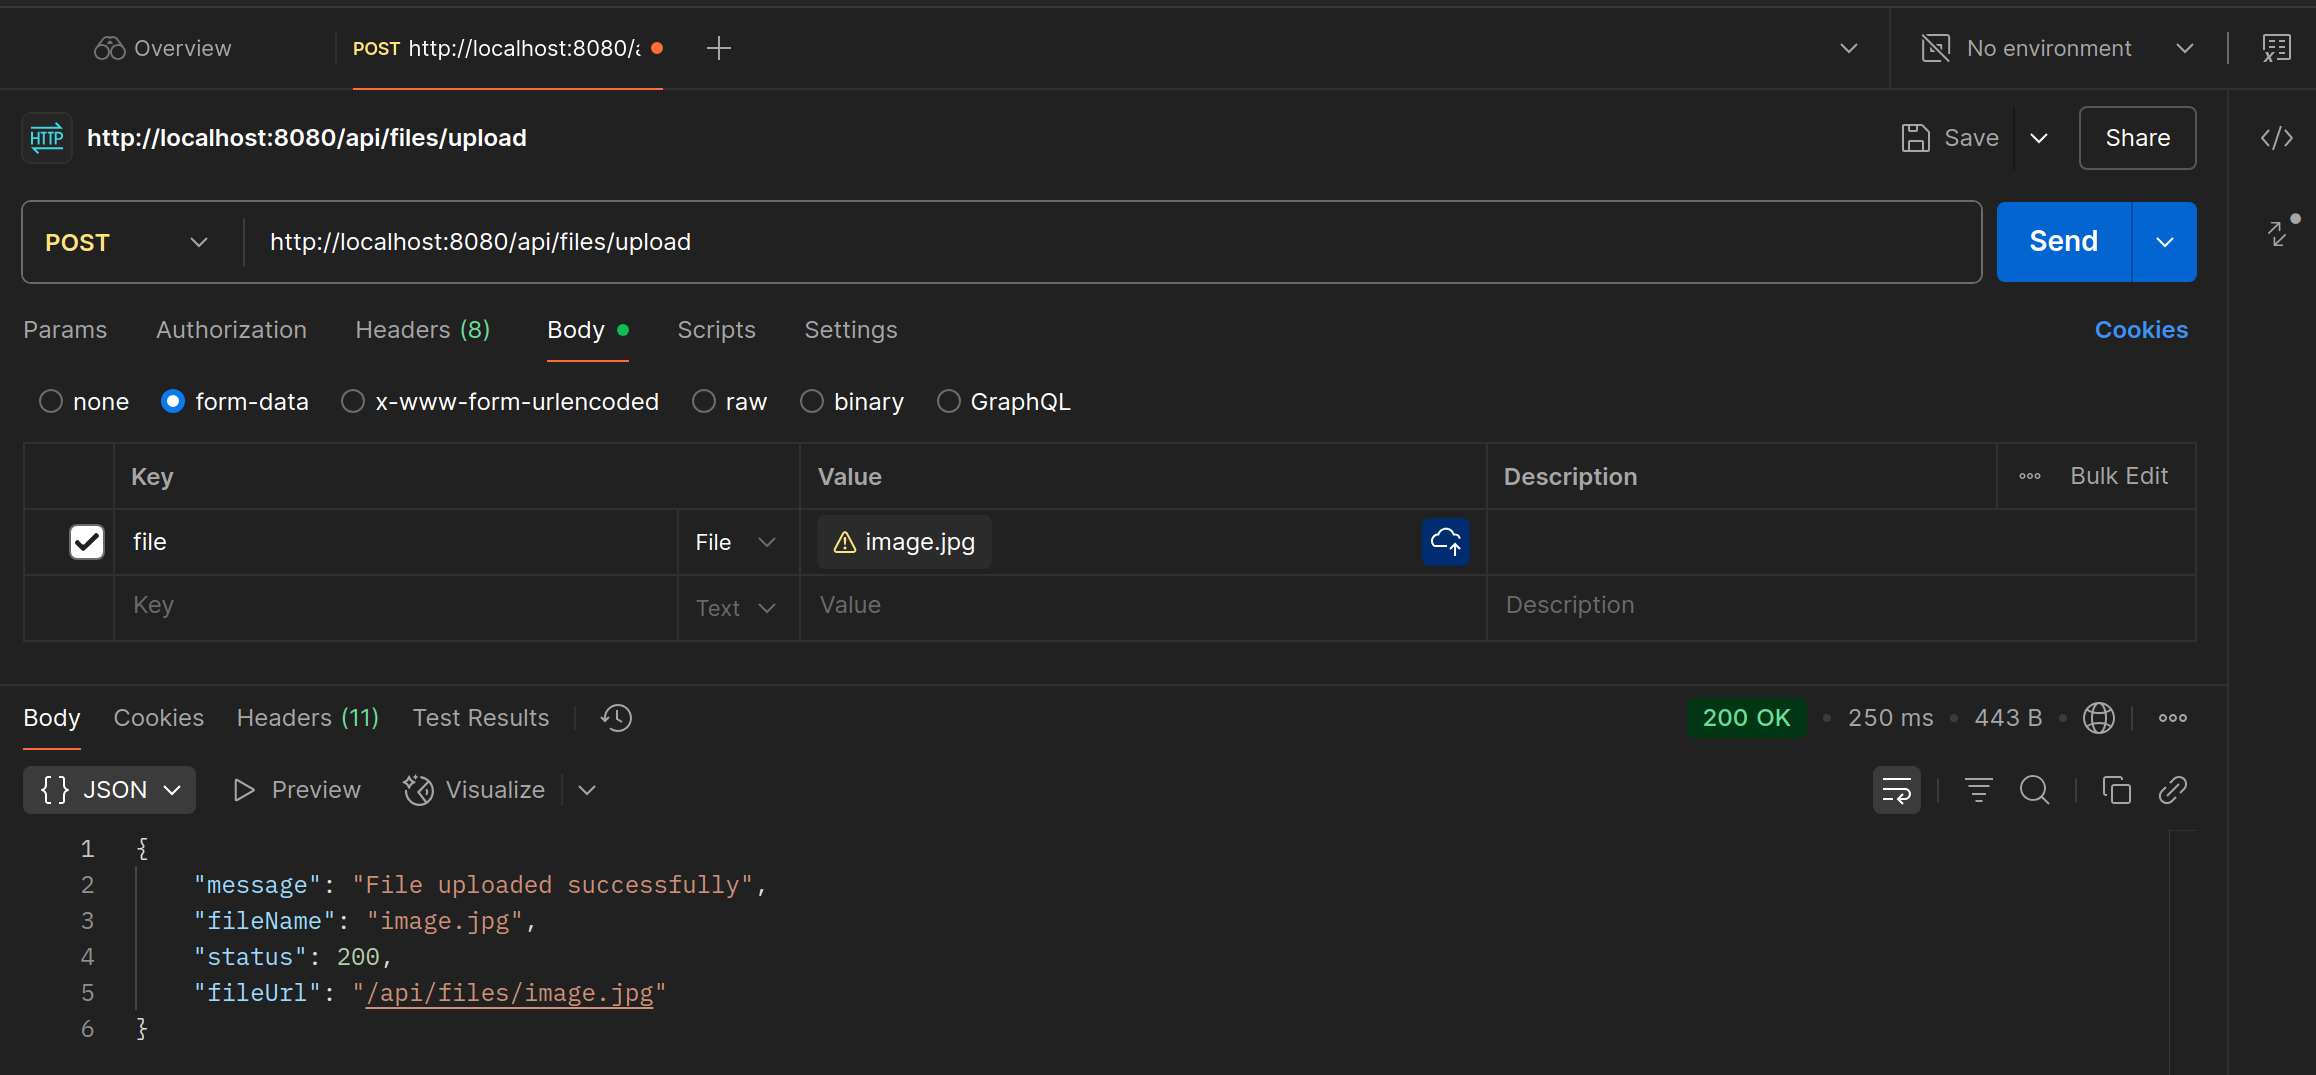 Overview
POST http://localhost:8080/a
No environment
HTTP http://localhost:8080/api/files/upload
Save
Share
POST http://localhost:8080/api/files/upload
Send
Params Authorization Headers (8) Body Scripts Settings Cookies
none form-data x-www-form-urlencoded raw binary GraphQL
Key Value Description Bulk Edit
file File image.jpg
Key Text Value Description
Body Cookies Headers (11) Test Results 200 OK 250 ms 443 B
{} JSON Preview Visualize
1 {
2 "message": "File uploaded successfully",
3 "fileName": "image.jpg",
4 "status": 200,
5 "fileUrl": "/api/files/image.jpg"
6 }